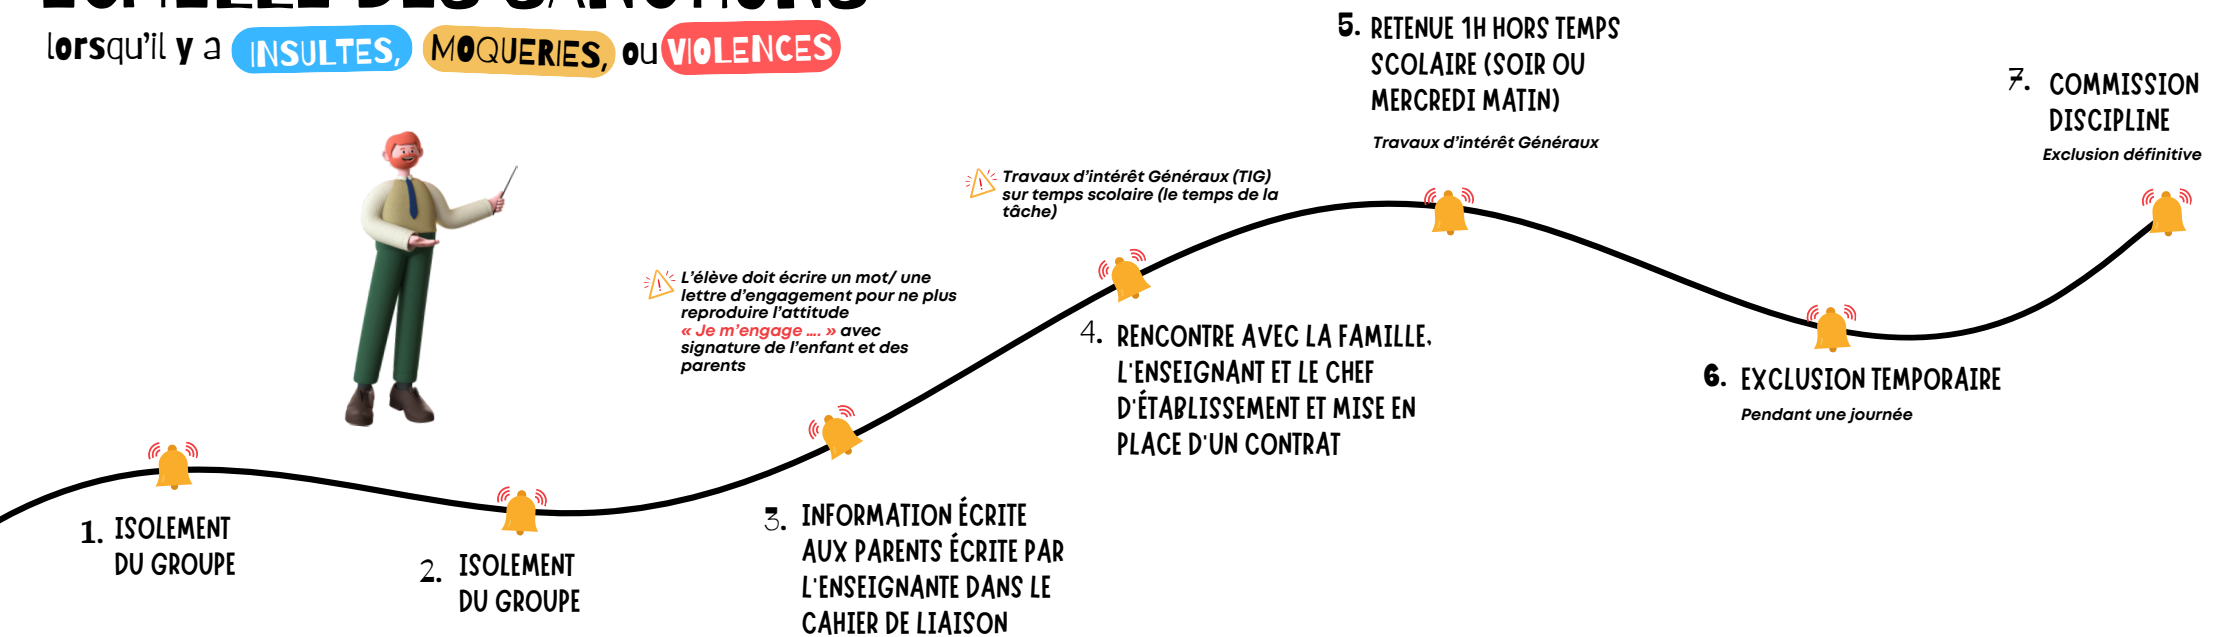 ÉCHELLE DES SANCTIONS
lorsqu'il y a INSULTES, MOQUERIES, ou VIOLENCES
1. ISOLEMENT
DU GROUPE
2. ISOLEMENT
DU GROUPE
L'élève doit écrire un mot/ une
lettre d'engagement pour ne plus
reproduire l'attitude
« Je m'engage .... » avec
signature de l'enfant et des
parents
3. INFORMATION ÉCRITE
AUX PARENTS ÉCRITE PAR
L'ENSEIGNANTE DANS LE
CAHIER DE LIAISON
Travaux d'intérêt Généraux (TIG)
sur temps scolaire (le temps de la
tâche)
4. RENCONTRE AVEC LA FAMILLE,
L'ENSEIGNANT ET LE CHEF
D'ÉTABLISSEMENT ET MISE EN
PLACE D'UN CONTRAT
5. RETENUE 1H HORS TEMPS
SCOLAIRE (SOIR OU
MERCREDI MATIN)
Travaux d'intérêt Généraux
6. EXCLUSION TEMPORAIRE
Pendant une journée
7. COMMISSION
DISCIPLINE
Exclusion définitive